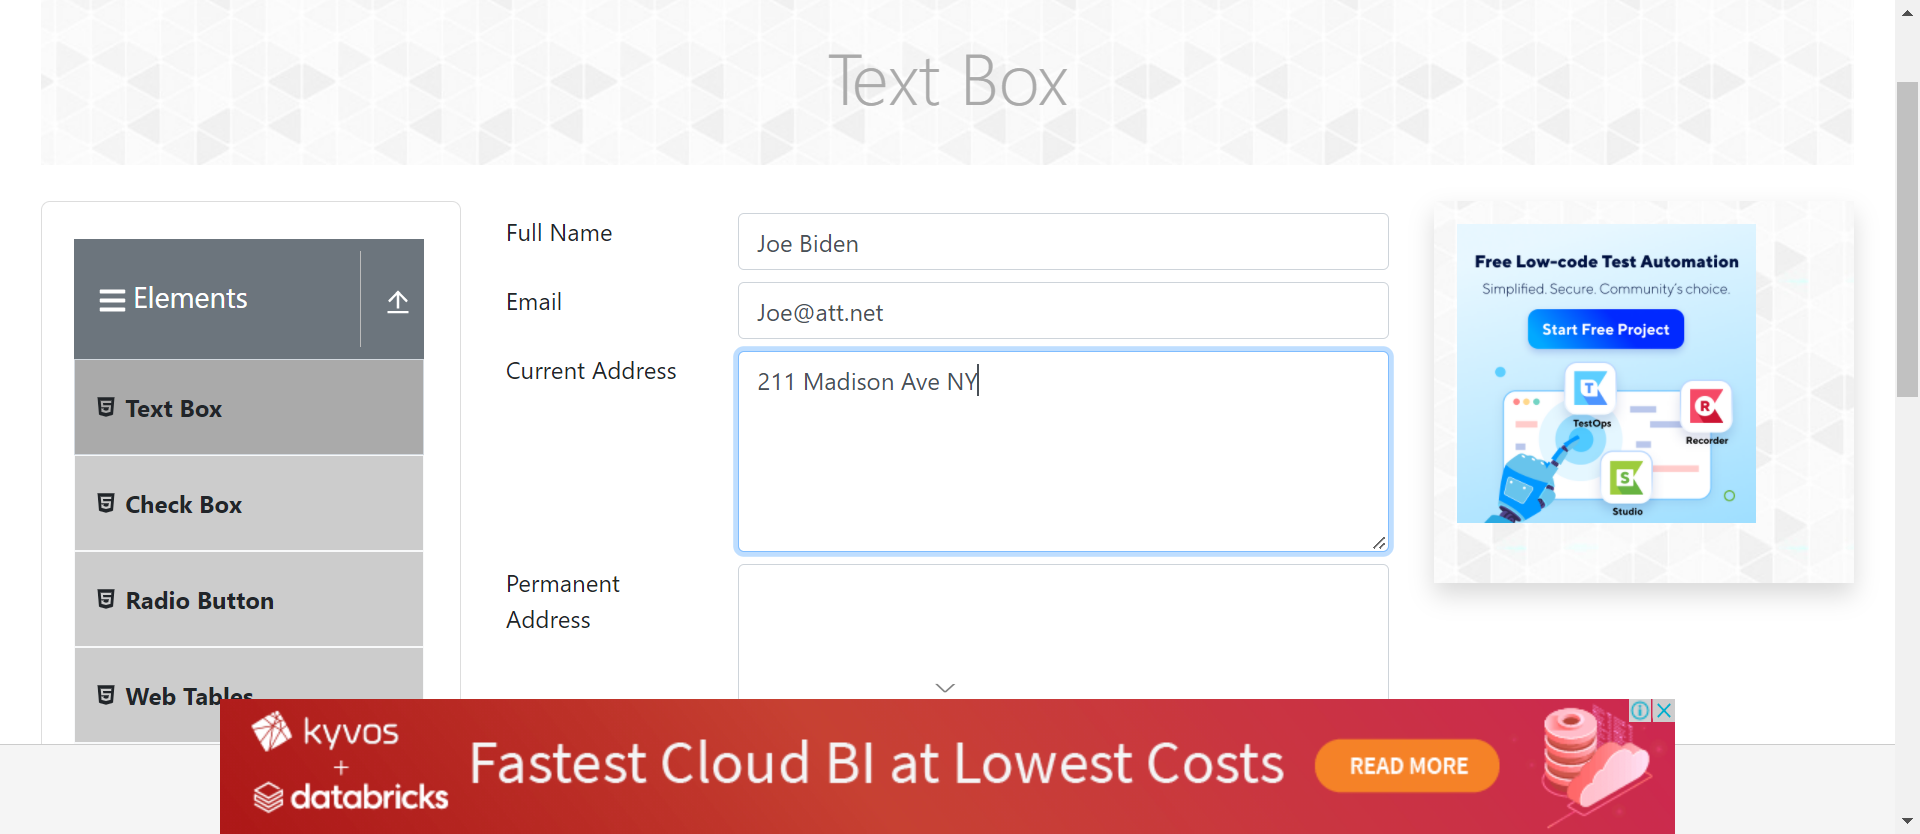 Text Box
Elements
Text Box
Check Box
Radio Button
Web Tables
Full Name
Joe Biden
Email
Joe@att.net
Current Address
211 Madison Ave NY
Permanent
Address
Free Low-code Test Automation
Simplified. Secure. Community's choice.
Start Free Project
T
TestOps
R
Recorder
S
Studio
kyvos
+
databricks
Fastest Cloud BI at Lowest Costs
READ MORE